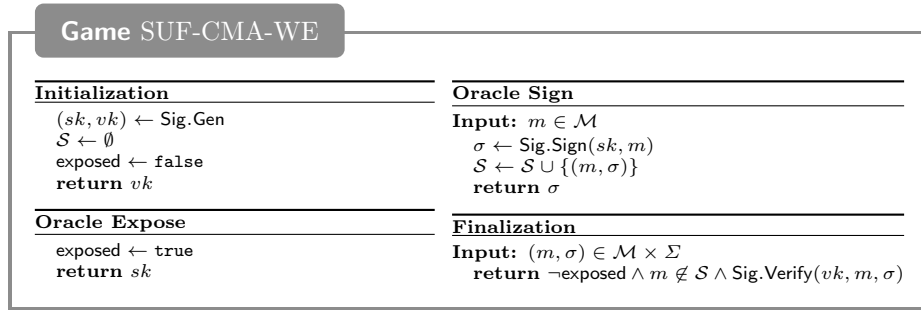 Game SUF-CMA-WE
Initialization
(sk, vk) ← Sig.Gen
S ← ∅
exposed ← false
return vk
Oracle Expose
exposed ← true
return sk
Oracle Sign
Input: m ∈ M
σ ← Sig.Sign(sk, m)
S ← S ∪ {(m, σ)}
return σ
Finalization
Input: (m, σ) ∈ M × Σ
return ¬exposed ∧ m ∉ S ∧ Sig.Verify(vk, m, σ)